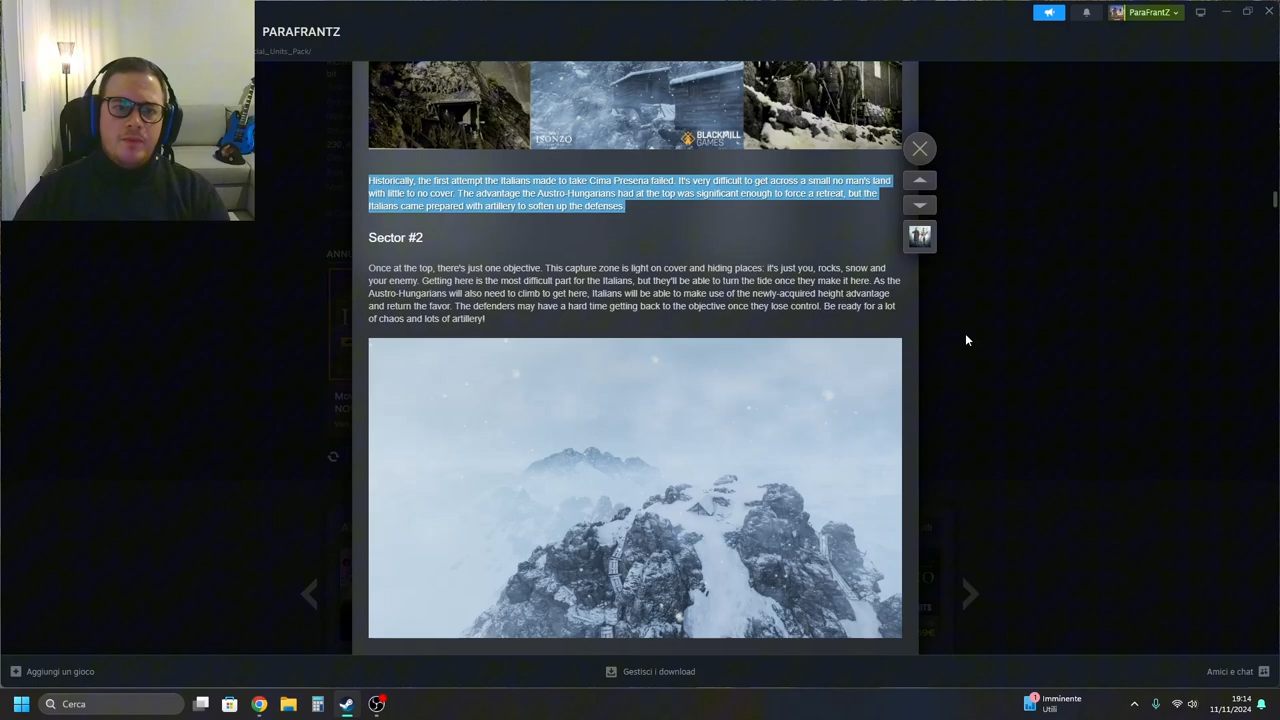 PARAFRANTZ
ParaFrantZ
cial_Units_Pack/
ISONZO
BLACKMILL
GAMES
Historically, the first attempt the Italians made to take Cima Presena failed. It's very difficult to get across a small no man's land
with little to no cover. The advantage the Austro-Hungarians had at the top was significant enough to force a retreat, but the
Italians came prepared with artillery to soften up the defenses.
Sector #2
ANNU
Once at the top, there's just one objective. This capture zone is light on cover and hiding places: it's just you, rocks, snow and
your enemy. Getting here is the most difficult part for the Italians, but they'll be able to turn the tide once they make it here. As the
Austro-Hungarians will also need to climb to get here, Italians will be able to make use of the newly-acquired height advantage
and return the favor. The defenders may have a hard time getting back to the objective once they lose control. Be ready for a lot
of chaos and lots of artillery!
Aggiungi un gioco
Gestisci i download
Amici e chat
Cerca
1
Imminente
Utili
19:14
11/11/2024